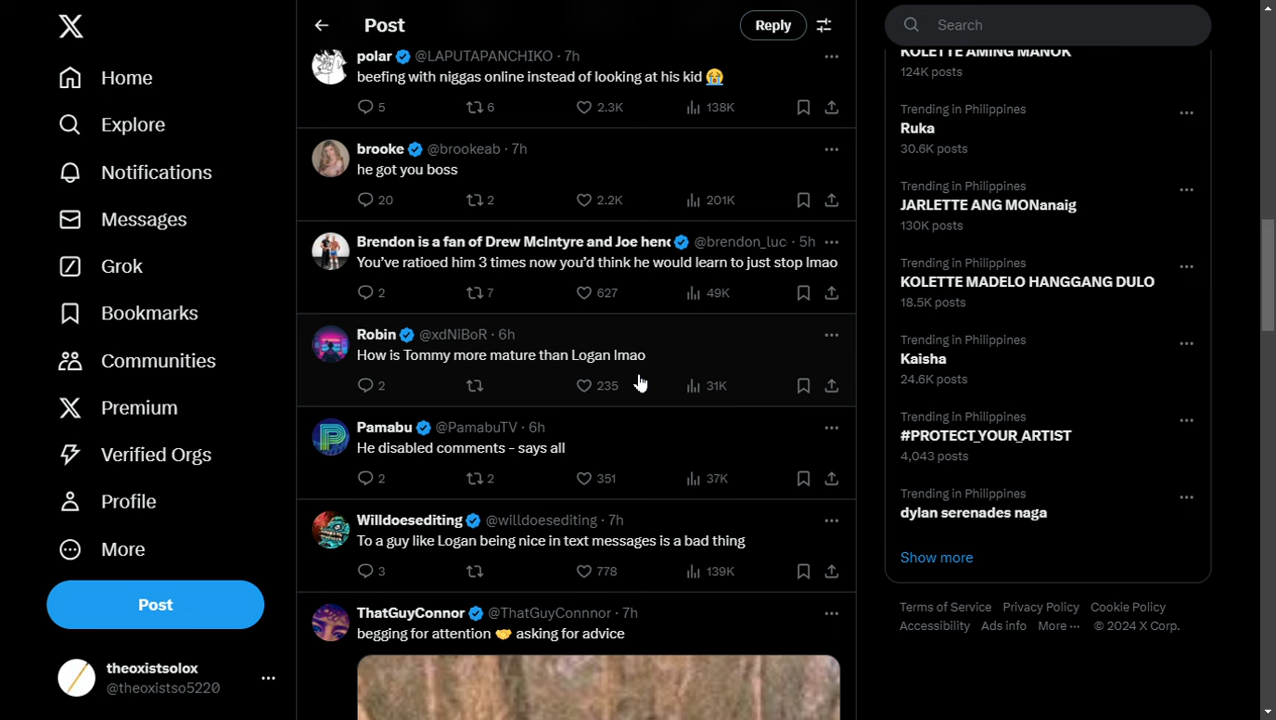 Home
Explore
Notifications
Messages
Grok
Bookmarks
Communities
Premium
Verified Orgs
Profile
More
Post
theoxistsolox
@theoxistso5220
Post
Reply
polar @LAPUTAPANCHIKO · 7h
beefing with niggas online instead of looking at his kid 😭
5 6 2.3K 138K
brooke @brookeab · 7h
he got you boss
20 2 2.2K 201K
Brendon is a fan of Drew McIntyre and Joe henc @brendon_luc · 5h
You've ratioed him 3 times now you'd think he would learn to just stop lmao
2 7 627 49K
Robin @xdNiBoR · 6h
How is Tommy more mature than Logan lmao
2 235 31K
Pamabu @PamabuTV · 6h
He disabled comments - says all
2 2 351 37K
Willdoesediting @willdoesediting · 7h
To a guy like Logan being nice in text messages is a bad thing
3 778 139K
ThatGuyConnor @ThatGuyConnnor · 7h
begging for attention 🤝 asking for advice
Search
KOLETTE AMING MANOK
124K posts
Trending in Philippines
Ruka
30.6K posts
Trending in Philippines
JARLETTE ANG MONanaig
130K posts
Trending in Philippines
KOLETTE MADELO HANGGANG DULO
18.5K posts
Trending in Philippines
Kaisha
24.6K posts
Trending in Philippines
#PROTECT_YOUR_ARTIST
4,043 posts
Trending in Philippines
dylan serenades naga
Show more
Terms of Service Privacy Policy Cookie Policy
Accessibility Ads info More ··· © 2024 X Corp.